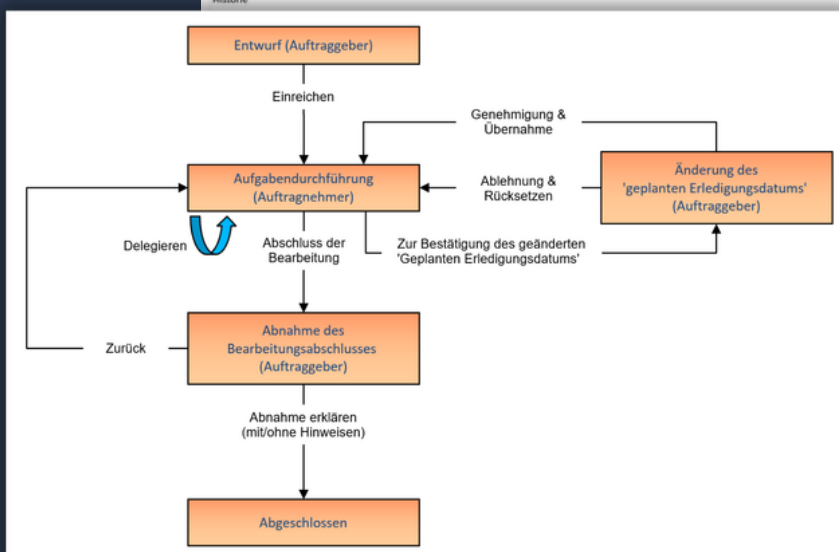 Historie
Entwurf (Auftraggeber)
Einreichen
Genehmigung &
Übernahme
Aufgabendurchführung
(Auftragnehmer)
Ablehnung &
Rücksetzen
Änderung des
'geplanten Erledigungsdatums'
(Auftraggeber)
Delegieren
Abschluss der
Bearbeitung
Zur Bestätigung des geänderten
'Geplanten Erledigungsdatums'
Abnahme des
Bearbeitungsabschlusses
(Auftraggeber)
Zurück
Abnahme erklären
(mit/ohne Hinweisen)
Abgeschlossen